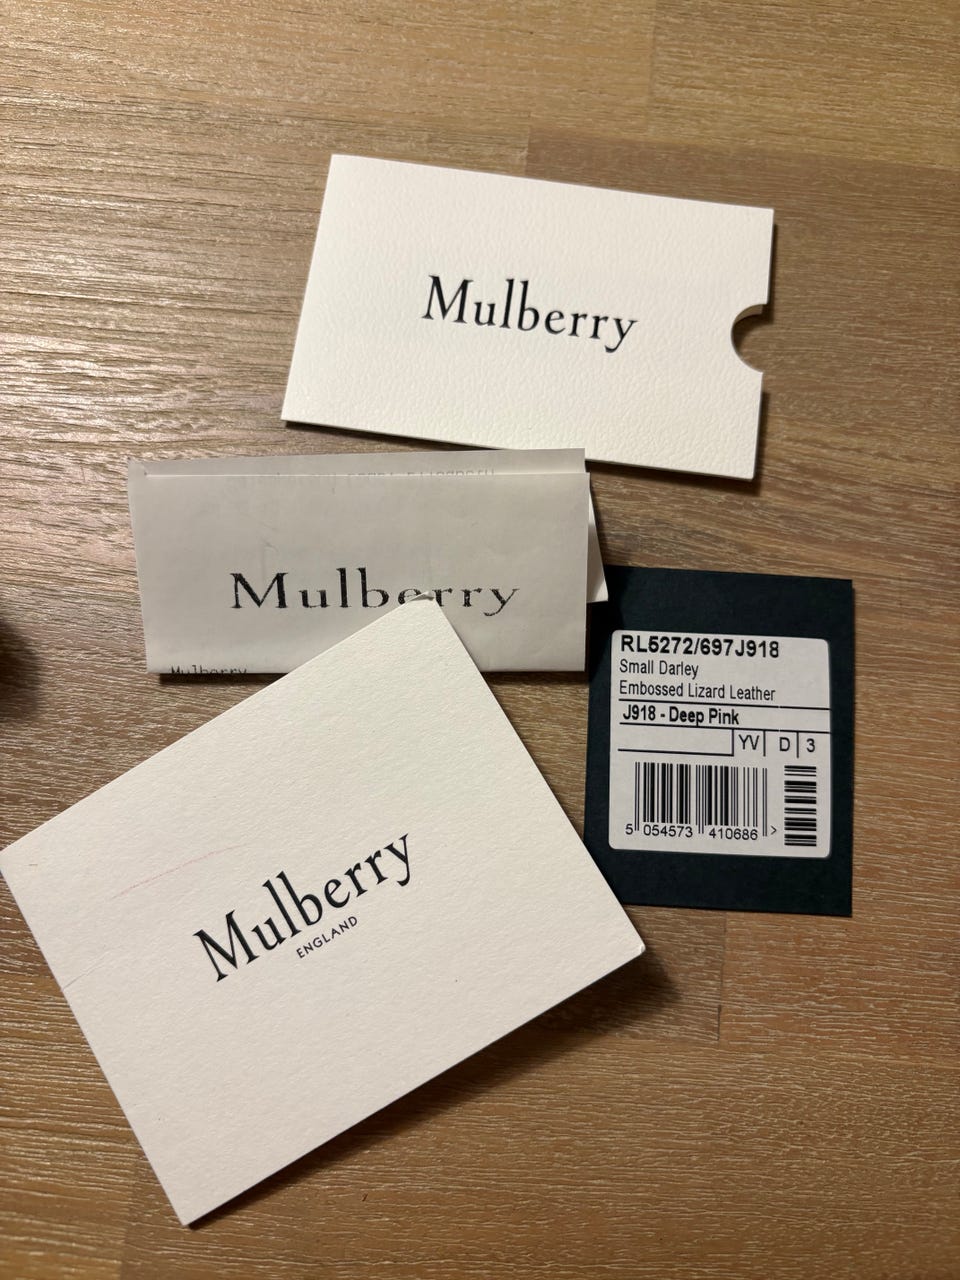 Mulberry
Mulberry
Mulberry
RL5272/697J918
Small Darley
Embossed Lizard Leather
J918 - Deep Pink
YV D 3
5 054573 410686 >
Mulberry
ENGLAND